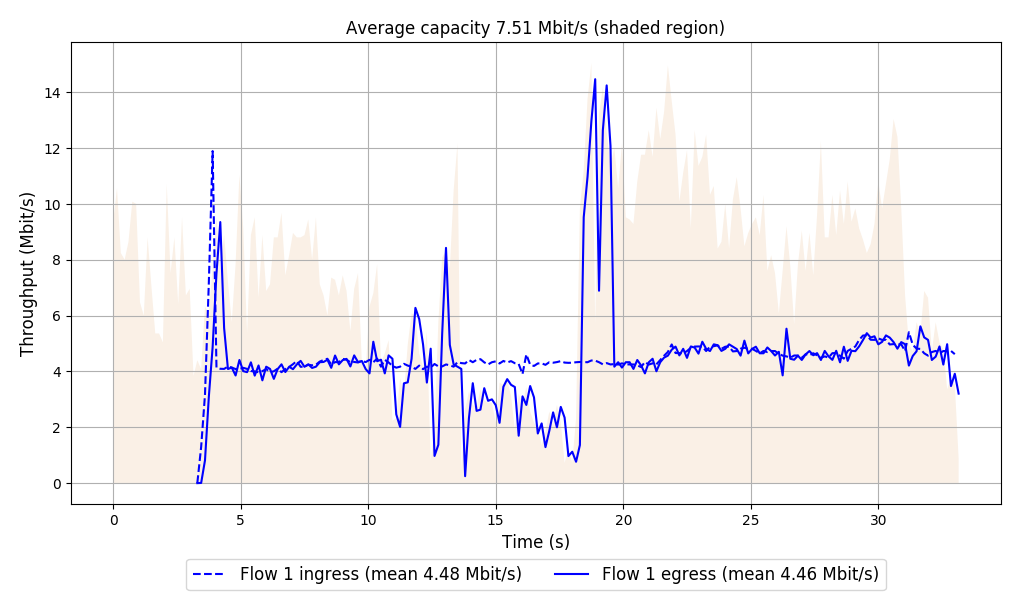 Average capacity 7.51 Mbit/s (shaded region)
Throughput (Mbit/s)
14
12
10
8
6
4
2
0
0 5 10 15 20 25 30
Time (s)
Flow 1 ingress (mean 4.48 Mbit/s) Flow 1 egress (mean 4.46 Mbit/s)